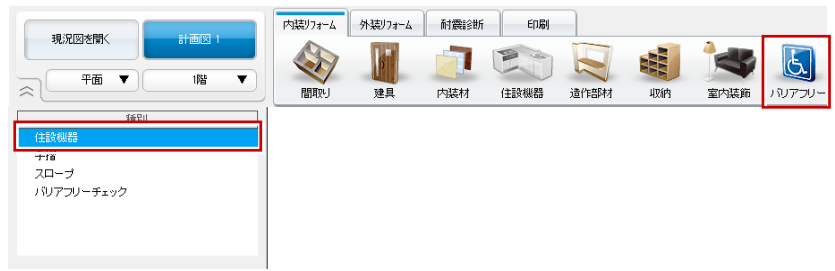 現況図を開く 計画図 1
平面 ▼ 1階 ▼
内装リフォーム 外装リフォーム 耐震診断 印刷
間取り 建具 内装材 住設機器 造作部材 収納 室内装飾 バリアフリー
種別
住設機器
手摺
スロープ
バリアフリーチェック